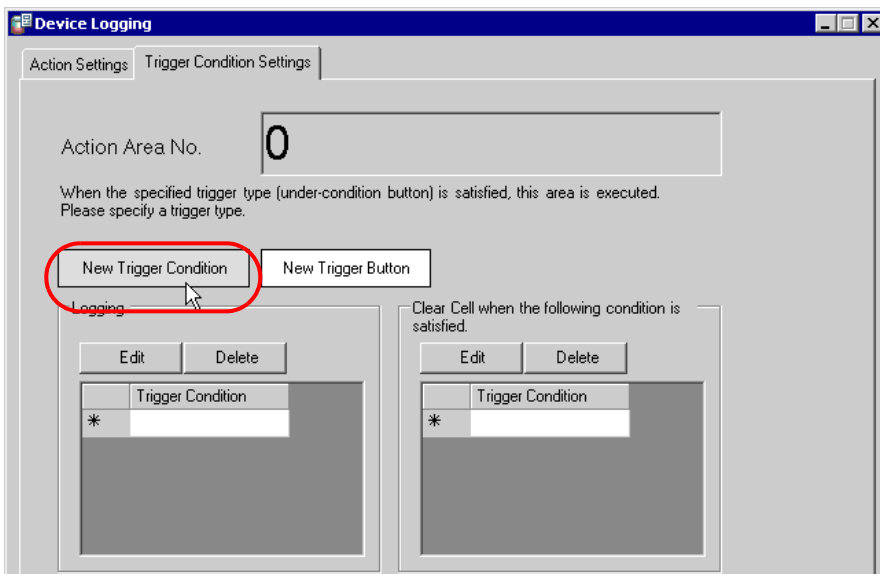 Device Logging
Action Settings
Trigger Condition Settings
Action Area No.
0
When the specified trigger type (under-condition button) is satisfied, this area is executed.
Please specify a trigger type.
New Trigger Condition
New Trigger Button
Logging
Edit
Delete
Trigger Condition
*
Clear Cell when the following condition is
satisfied.
Edit
Delete
Trigger Condition
*